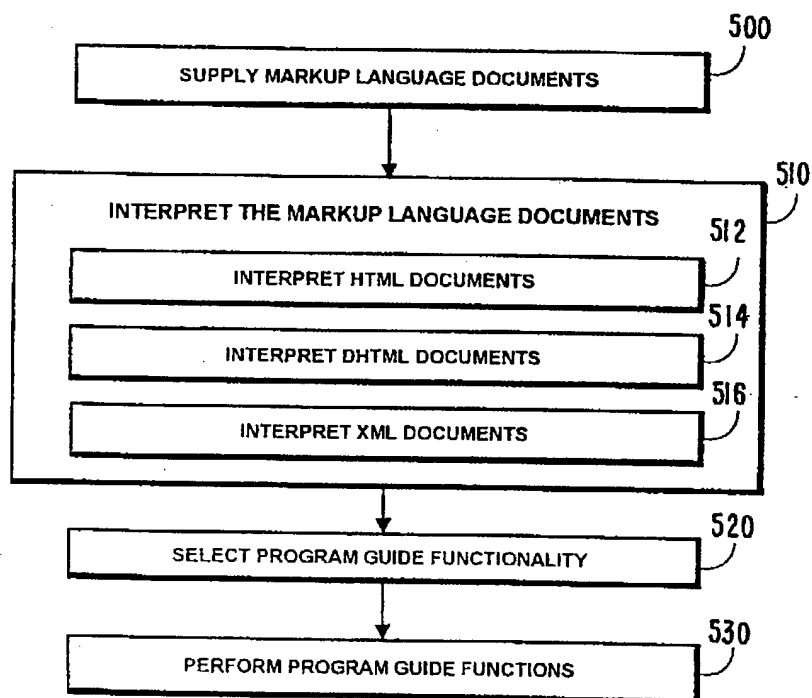 500
SUPPLY MARKUP LANGUAGE DOCUMENTS
510
INTERPRET THE MARKUP LANGUAGE DOCUMENTS
512
INTERPRET HTML DOCUMENTS
514
INTERPRET DHTML DOCUMENTS
516
INTERPRET XML DOCUMENTS
520
SELECT PROGRAM GUIDE FUNCTIONALITY
530
PERFORM PROGRAM GUIDE FUNCTIONS